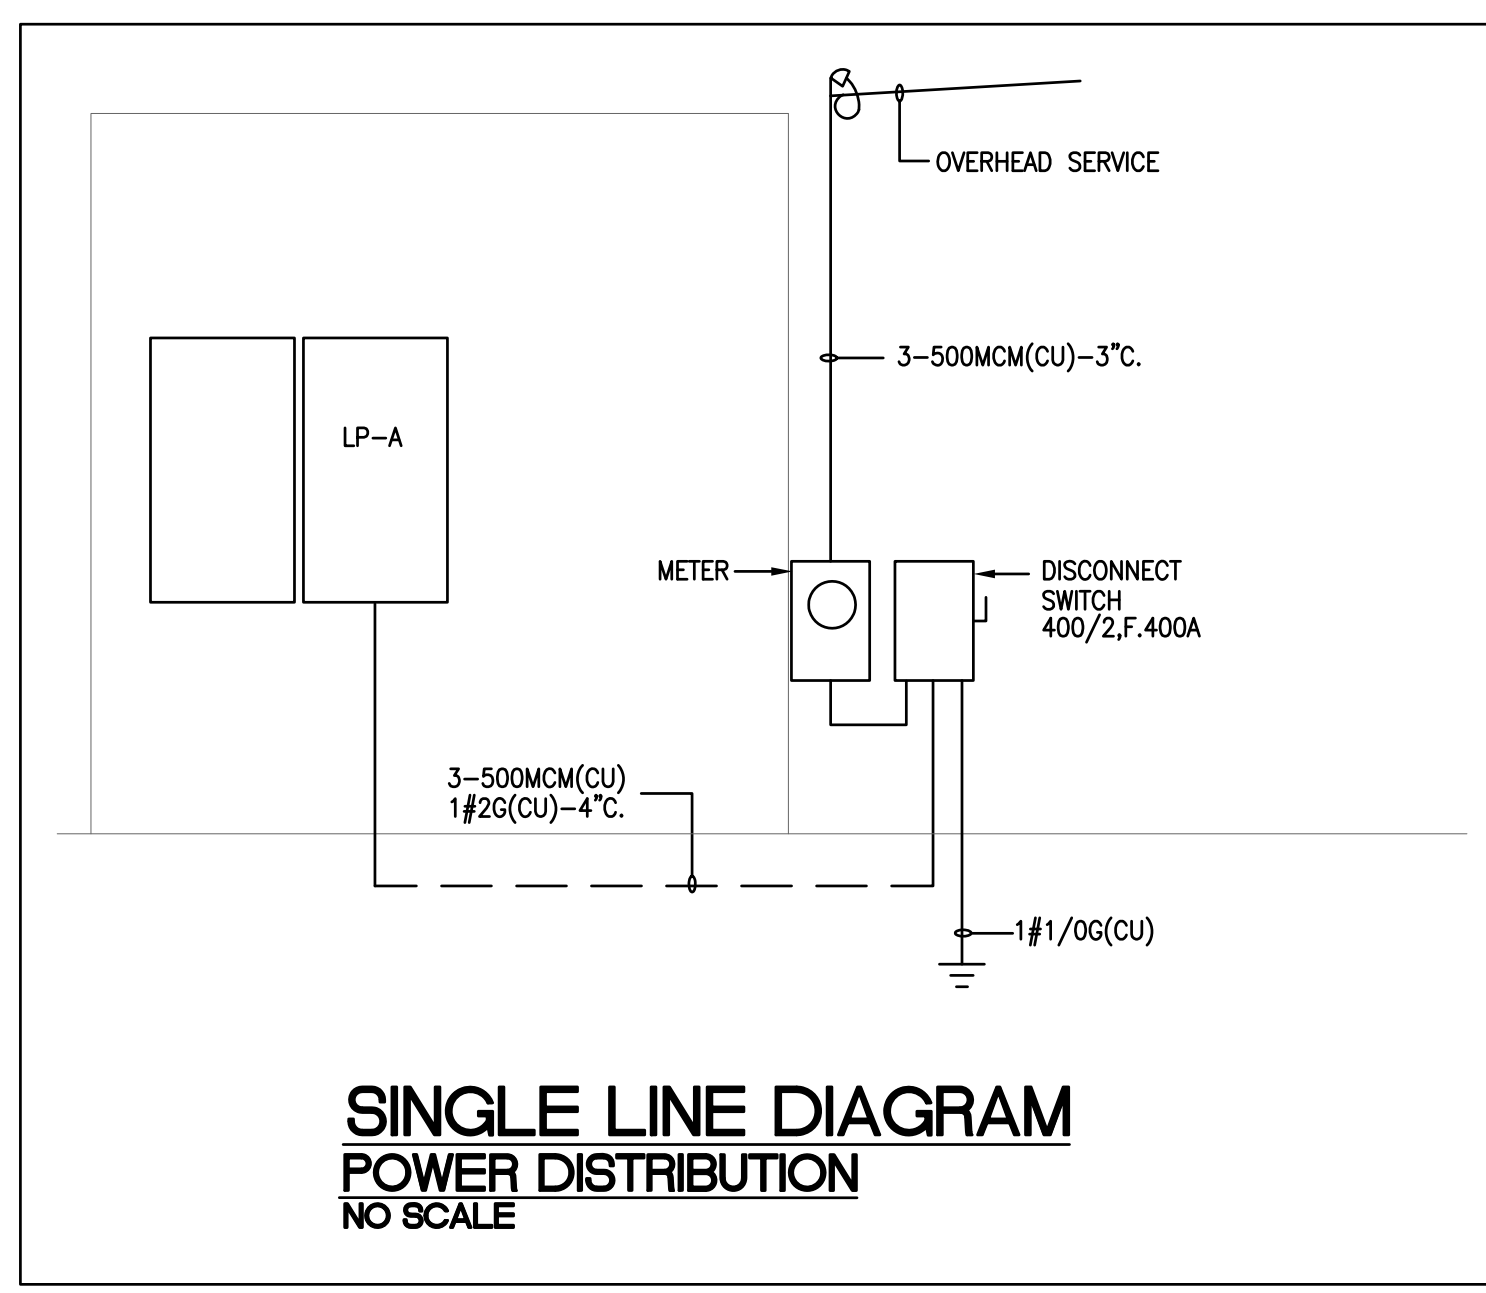 OVERHEAD SERVICE
3-500MCM(CU)-3"C.
LP-A
METER
DISCONNECT
SWITCH
400/2,F.400A
3-500MCM(CU)
1#2G(CU)-4"C.
1#1/0G(CU)
SINGLE LINE DIAGRAM
POWER DISTRIBUTION
NO SCALE